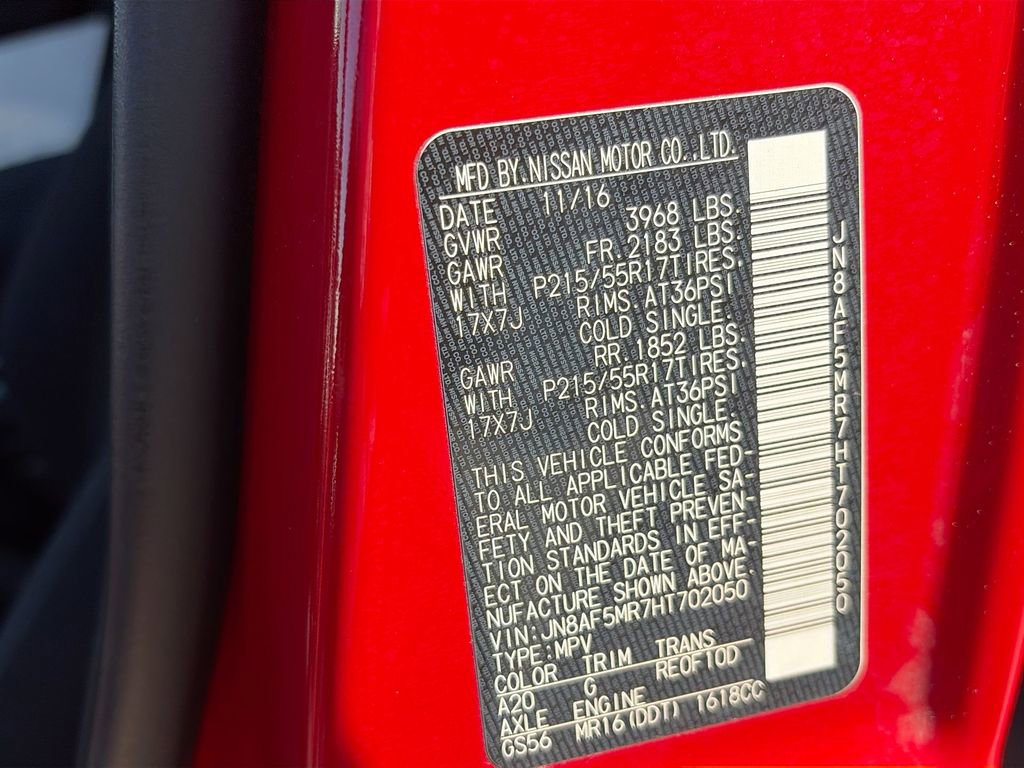 MFD BY.NISSAN MOTOR CO.,LTD.
DATE 11/16
GVWR 3968 LBS.
GAWR FR. 2183 LBS.
WITH P215/55R17TIRES.
17X7J RIMS. AT36PSI
COLD SINGLE.
GAWR RR. 1852 LBS.
WITH P215/55R17TIRES.
17X7J RIMS. AT36PSI
COLD SINGLE.
THIS VEHICLE CONFORMS
TO ALL APPLICABLE FED-
ERAL MOTOR VEHICLE SA-
FETY AND THEFT PREVEN-
TION STANDARDS IN EFF-
ECT ON THE DATE OF MA-
NUFACTURE SHOWN ABOVE.
VIN:JN8AF5MR7HT702050
TYPE:MPV
COLOR TRIM TRANS
A20 G RE0F10D
AXLE ENGINE
GS56 MR16(DDT) 1618CC
JN8AF5MR7HT702050